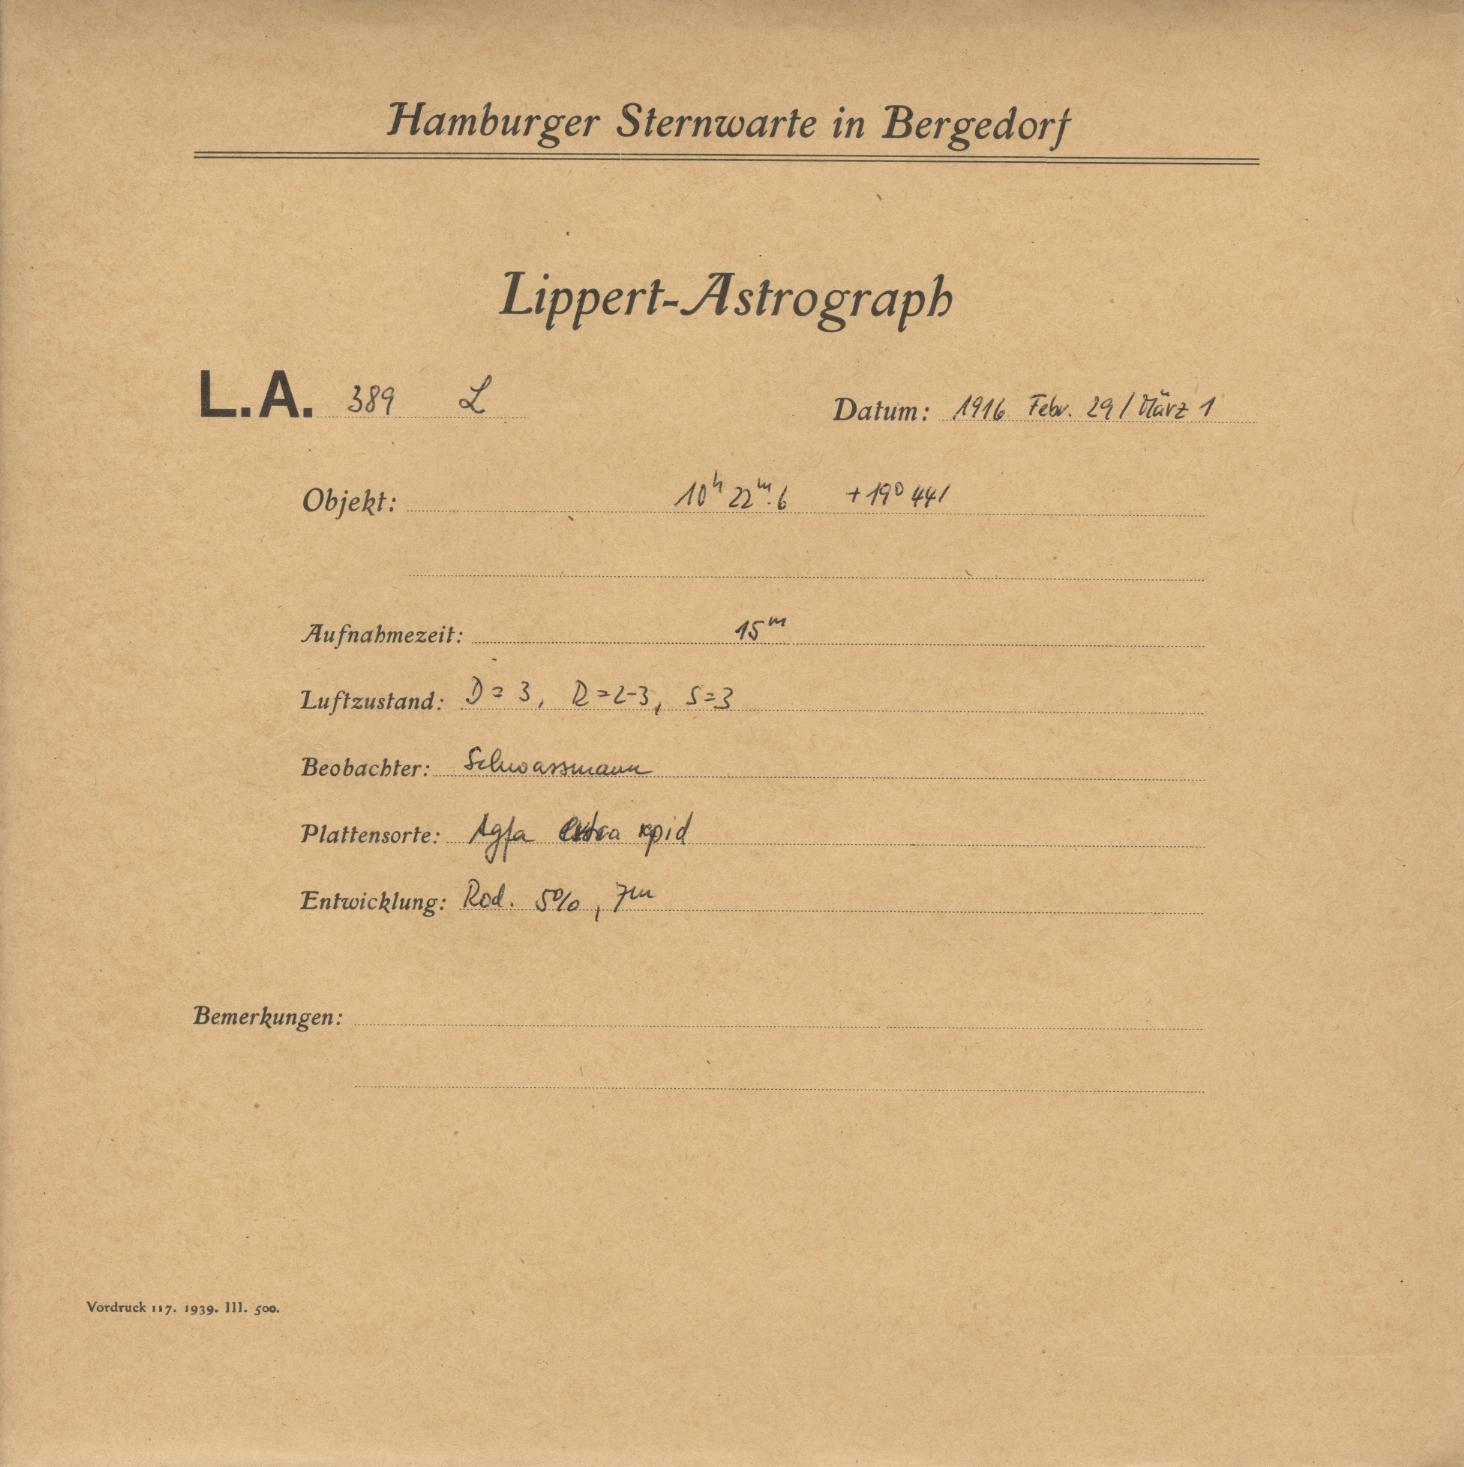 Hamburger Sternwarte in Bergedorf
Lippert-Astrograph
L.A. 389 L
Datum: 1916 Febr. 29 / März 1
Objekt: 10h 22m.6 +19° 44'
Aufnahmezeit: 15m
Luftzustand: D = 3, R = 2-3, S = 3
Beobachter: Schwassmann
Plattensorte: Agfa extra rapid
Entwicklung: Rod. 5%, 7m
Bemerkungen:
Vordruck 117. 1939. III. 500.